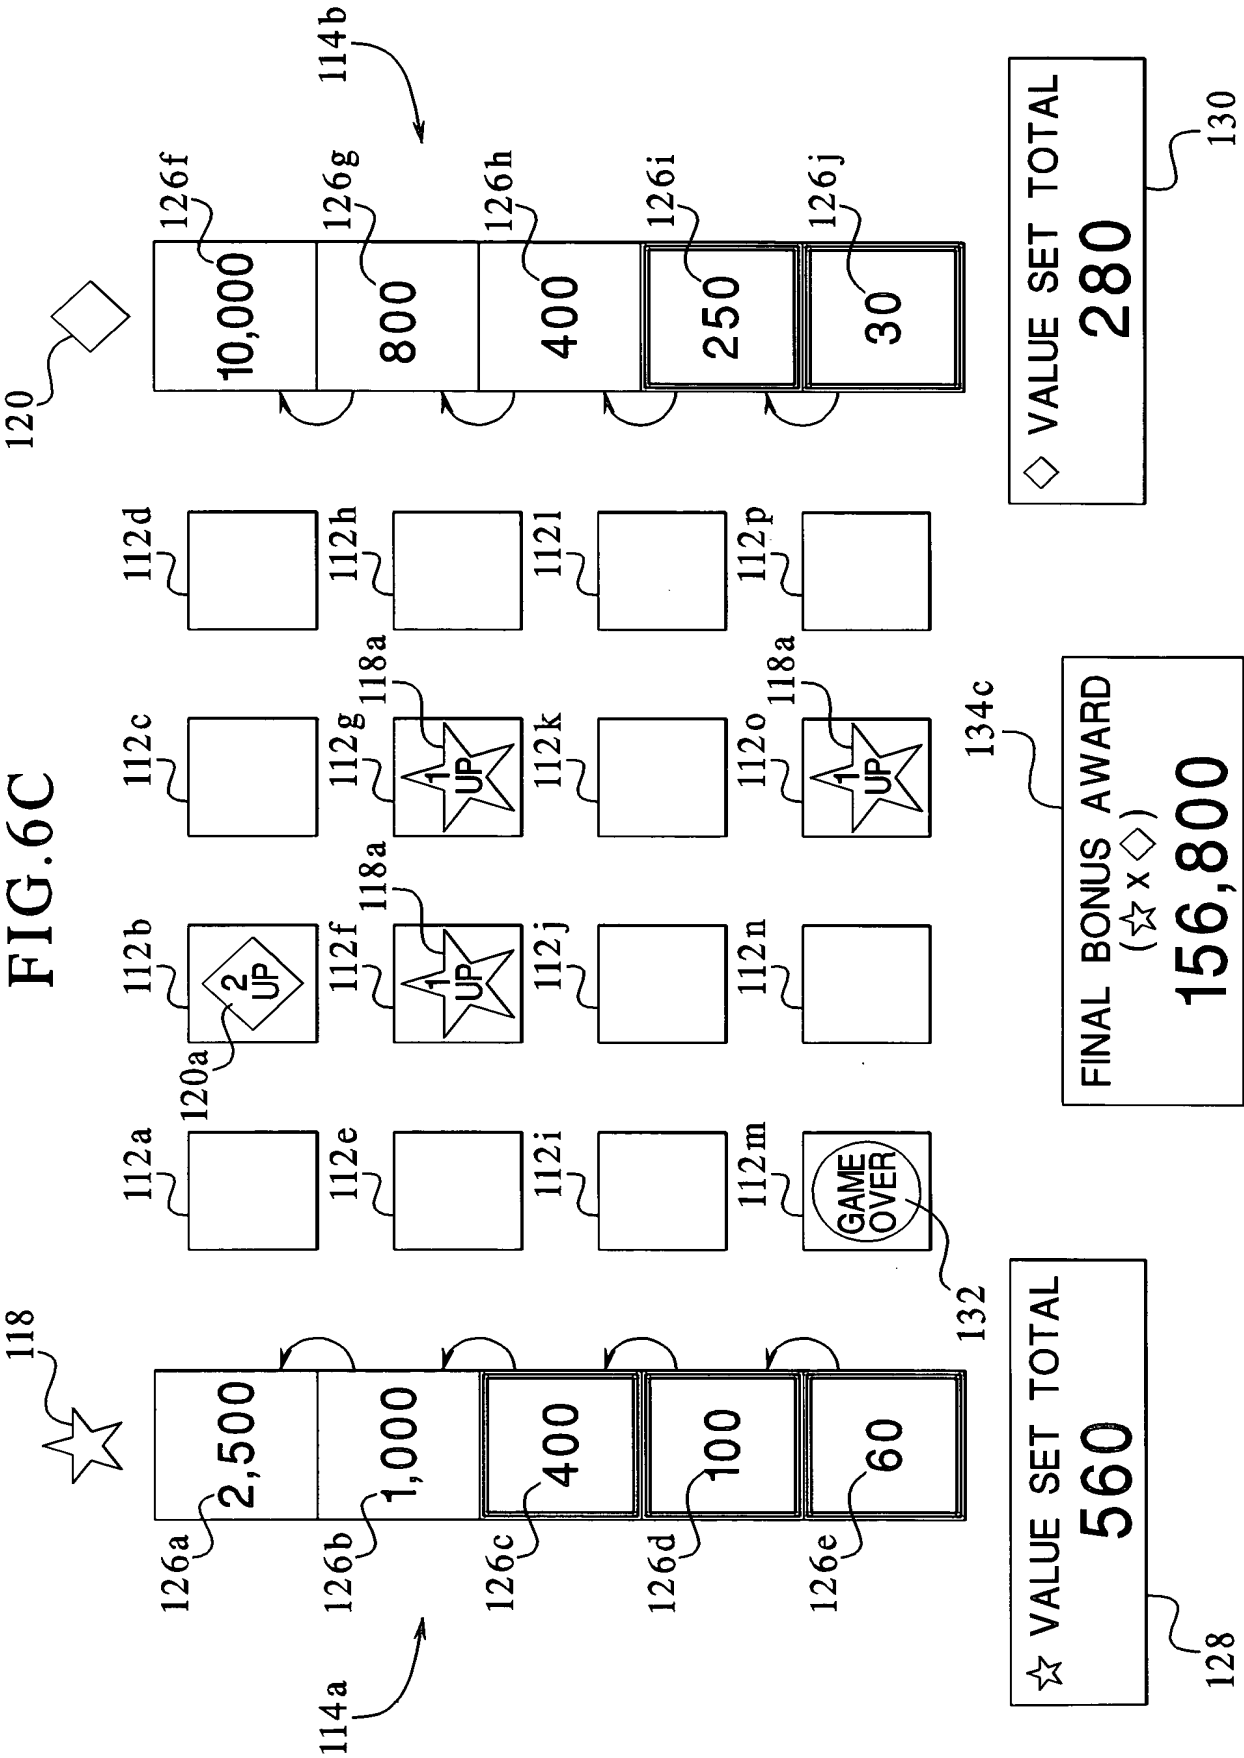 FIG.6C
118
120
126a
2,500
126b
1,000
126c
400
126d
100
126e
60
114a
112a
112b
112c
112d
2
UP
120a
112e
112f
112g
112h
1
UP
118a
1
UP
118a
112i
112j
112k
112l
112m
112n
112o
112p
GAME
OVER
132
1
UP
118a
10,000
126f
800
126g
400
126h
250
126i
30
126j
114b
☆ VALUE SET TOTAL
560
128
FINAL BONUS AWARD
(☆ x ◇)
156,800
134c
◇ VALUE SET TOTAL
280
130